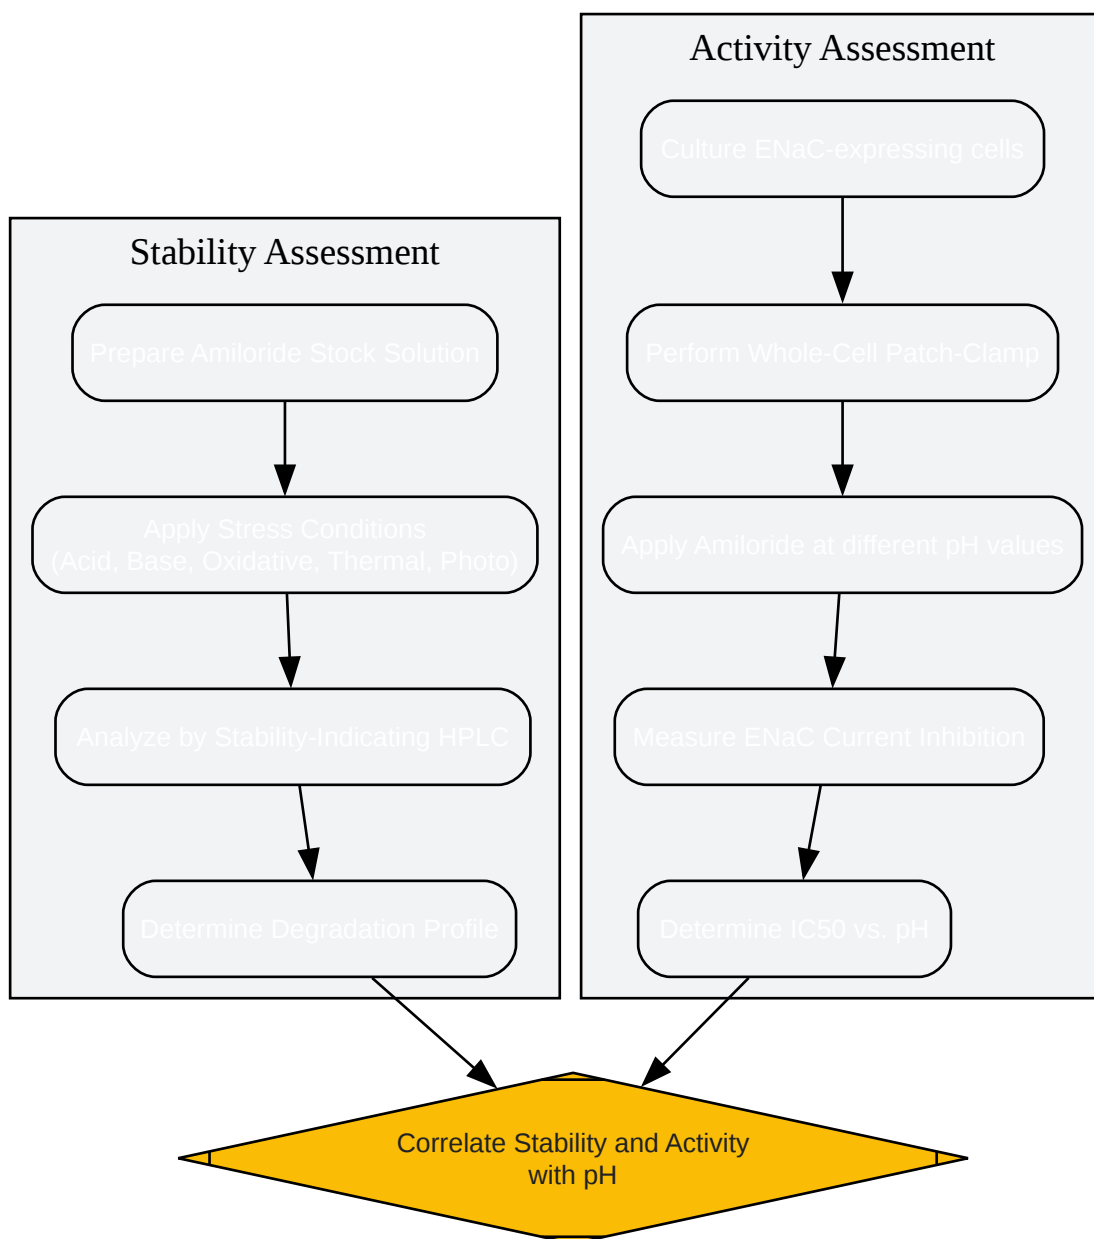 Activity Assessment
Culture ENaC-expressing cells
Stability Assessment
Prepare Amiloride Stock Solution
Perform Whole-Cell Patch-Clamp
Apply Stress Conditions
(Acid, Base, Oxidative, Thermal, Photo)
Apply Amiloride at different pH values
Analyze by Stability-Indicating HPLC
Measure ENaC Current Inhibition
Determine Degradation Profile
Determine IC50 vs. pH
Correlate Stability and Activity
with pH